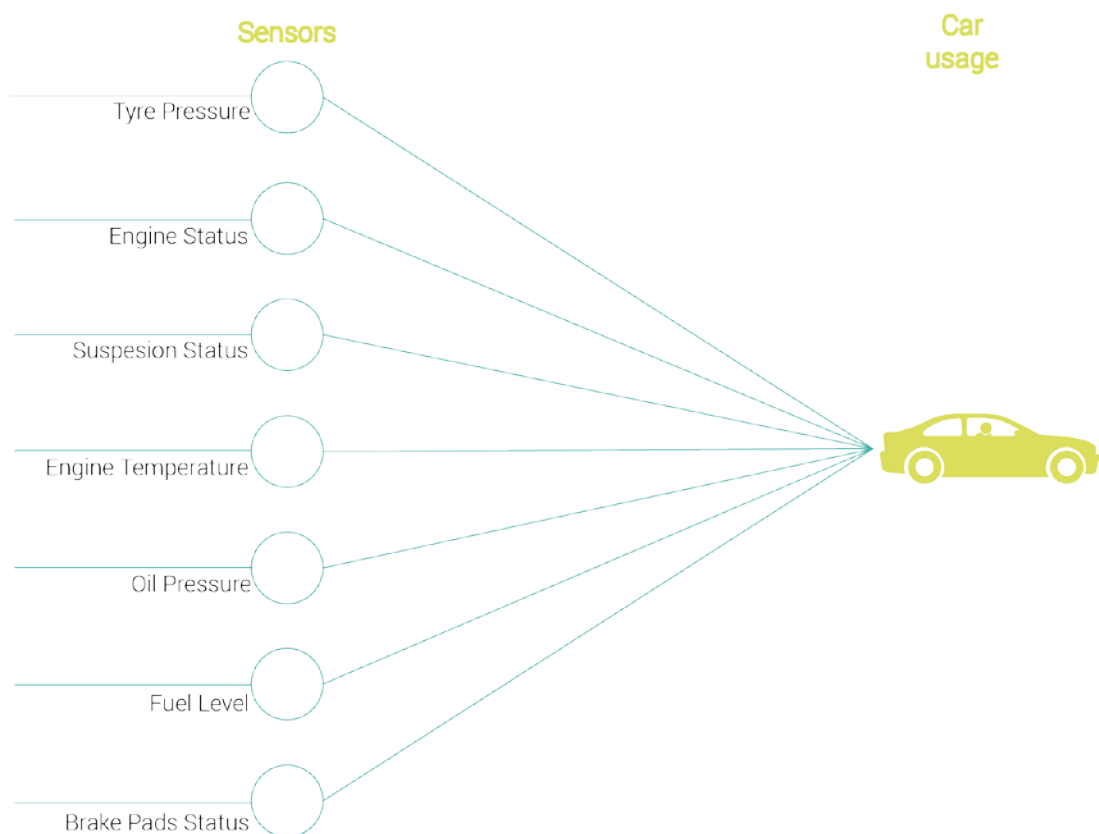 Sensors
Car
usage
Tyre Pressure
Engine Status
Suspesion Status
Engine Temperature
Oil Pressure
Fuel Level
Brake Pads Status